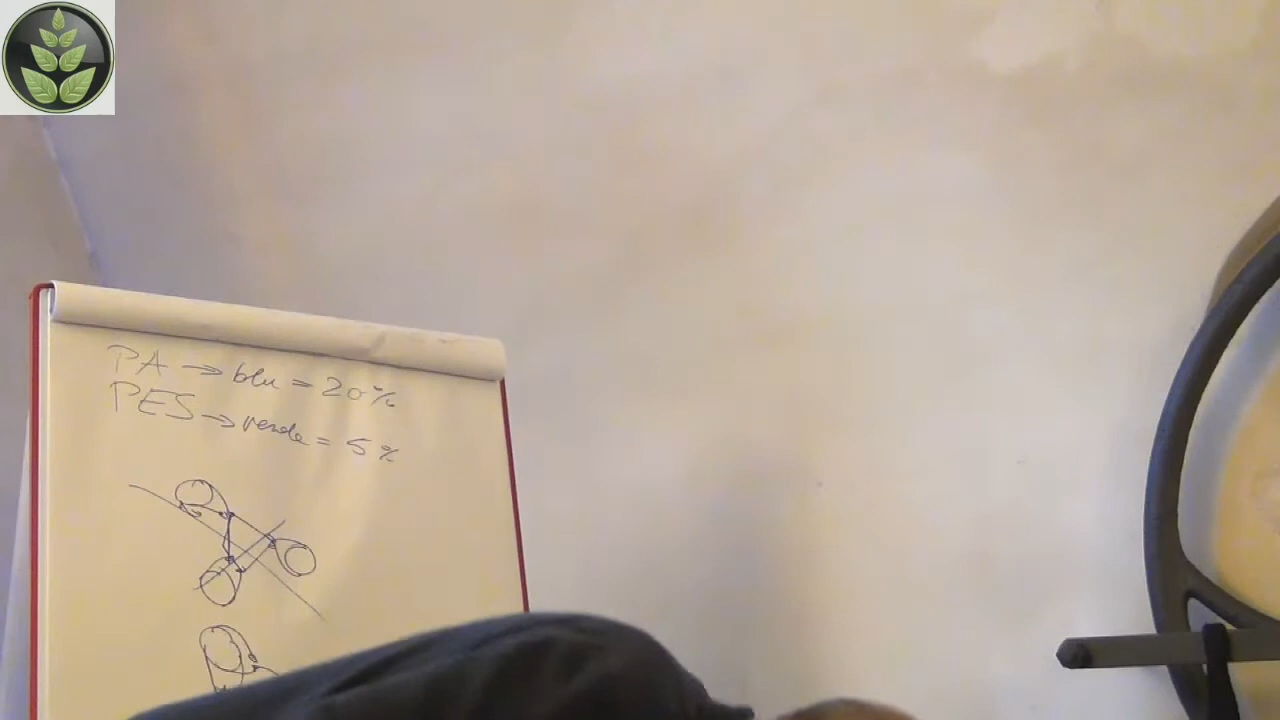 PA → blu = 20%
PES → verde = 5%